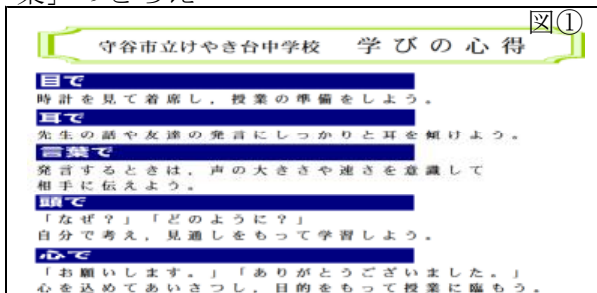 図①
守谷市立けやき台中学校 学びの心得
目で
時計を見て着席し，授業の準備をしよう。
耳で
先生の話や友達の発言にしっかりと耳を傾けよう。
言葉で
発言するときは，声の大きさや速さを意識して
相手に伝えよう。
頭で
「なぜ？」「どのように？」
自分で考え，見通しをもって学習しよう。
心で
「お願いします。」「ありがとうございました。」
心を込めてあいさつし，目的をもって授業に臨もう。